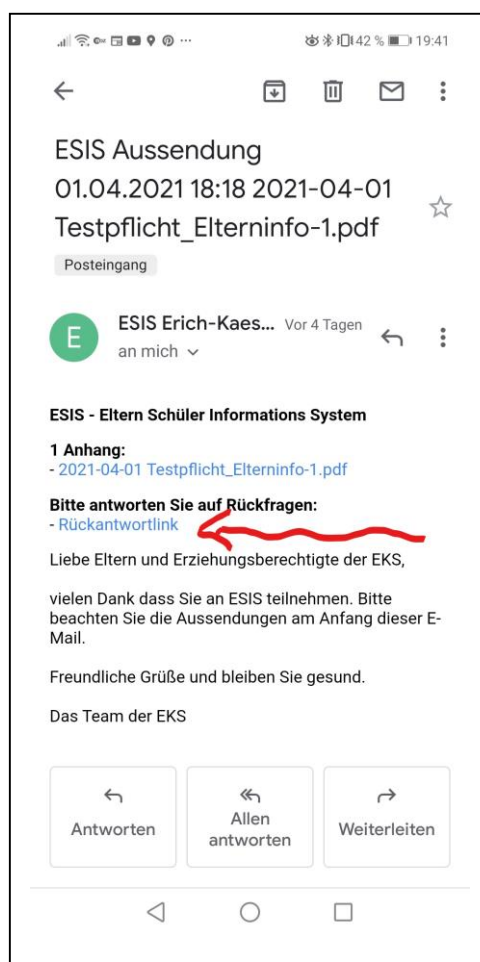 42 % 19:41
ESIS Aussendung
01.04.2021 18:18 2021-04-01
Testpflicht_Elterninfo-1.pdf
Posteingang
E
ESIS Erich-Kaes... Vor 4 Tagen
an mich
ESIS - Eltern Schüler Informations System
1 Anhang:
- 2021-04-01 Testpflicht_Elterninfo-1.pdf
Bitte antworten Sie auf Rückfragen:
- Rückantwortlink
Liebe Eltern und Erziehungsberechtigte der EKS,
vielen Dank dass Sie an ESIS teilnehmen. Bitte
beachten Sie die Aussendungen am Anfang dieser E-
Mail.
Freundliche Grüße und bleiben Sie gesund.
Das Team der EKS
Antworten
Allen
antworten
Weiterleiten